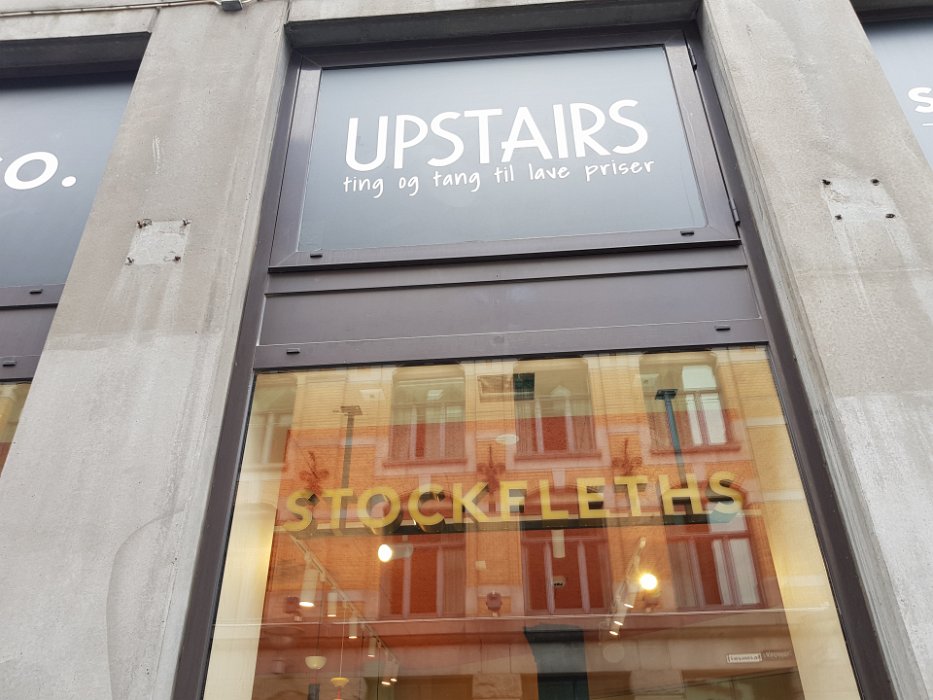 UPSTAIRS
ting og tang til lave priser
STOCKFLETHS
o.
s